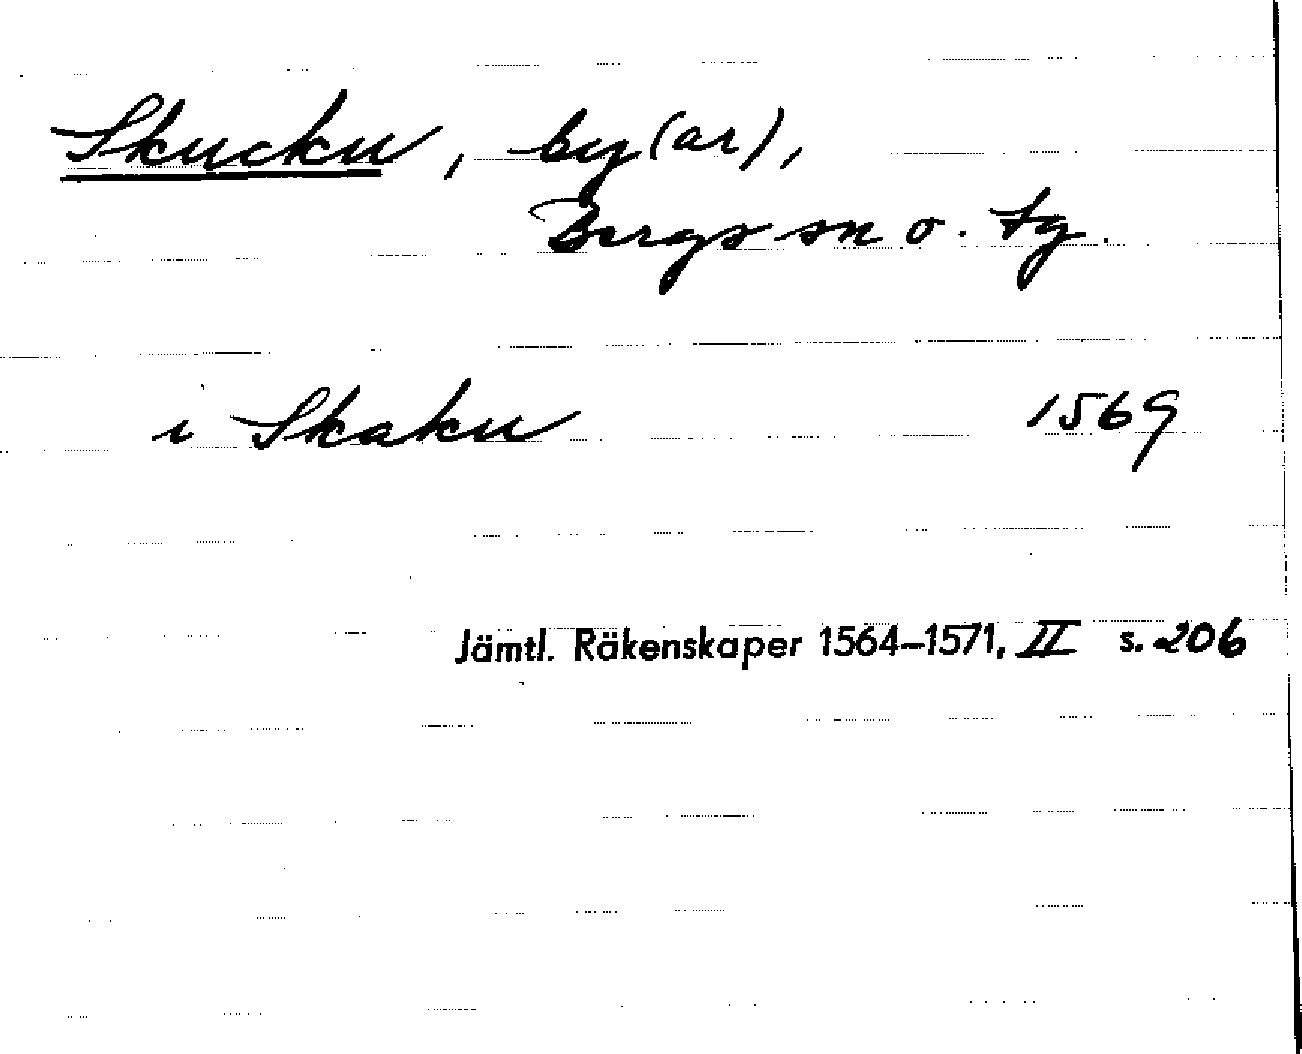 Skucku, by(ar),
Bergs sn o. tg.
i Skaku 1569
Jämtl. Räkenskaper 1564–1571, II s. 206